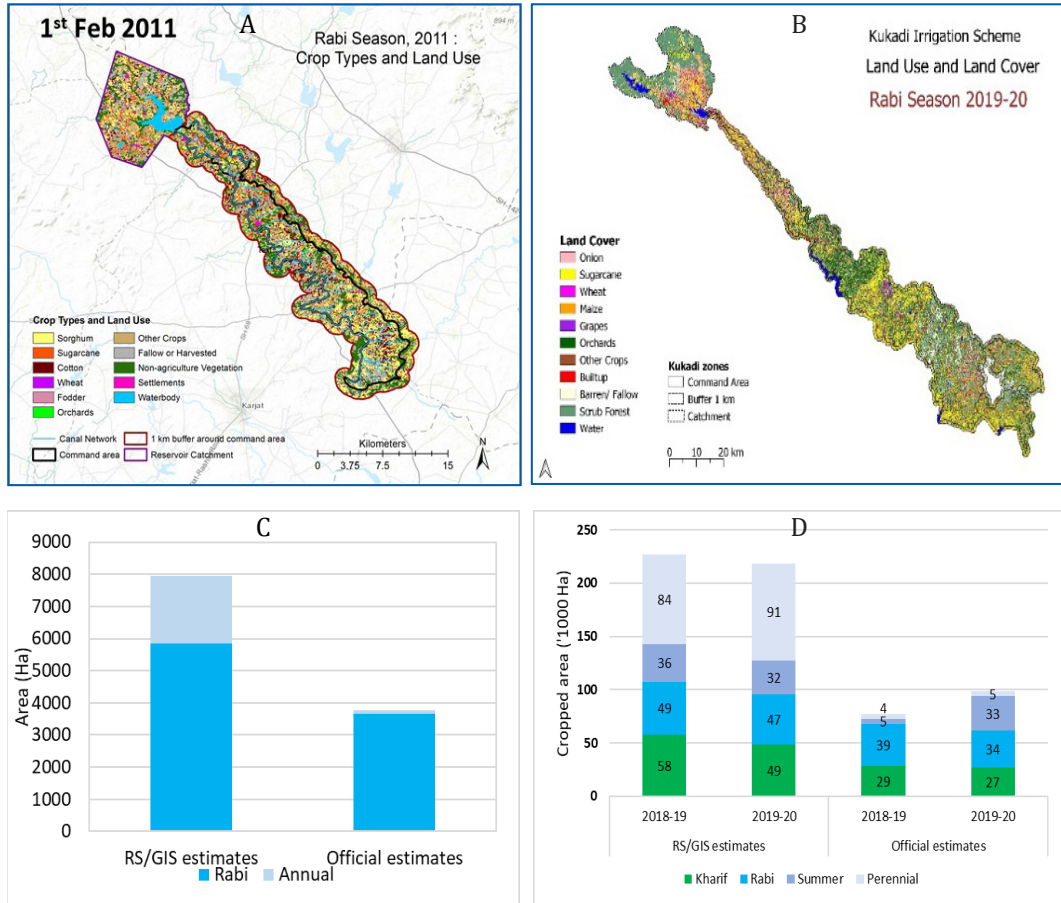 A
1st Feb 2011
894 m
Rabi Season, 2011 :
Crop Types and Land Use
SH-142
SH-68
Karjat
Crop Types and Land Use
Sorghum
Sugarcane
Cotton
Wheat
Fodder
Orchards
Other Crops
Fallow or Harvested
Non-agriculture Vegetation
Settlements
Waterbody
Canal Network
Command area
1 km buffer around command area
Reservoir Catchment
Kilometers
0 3.75 7.5 15
N
B
Kukadi Irrigation Scheme
Land Use and Land Cover
Rabi Season 2019-20
Land Cover
Onion
Sugarcane
Wheat
Maize
Grapes
Orchards
Other Crops
Builtup
Barren/ Fallow
Scrub Forest
Water
Kukadi zones
Command Area
Buffer 1 km
Catchment
0 10 20 km
C
Area (Ha)
9000
8000
7000
6000
5000
4000
3000
2000
1000
0
RS/GIS estimates
Official estimates
Rabi
Annual
D
Cropped area ('1000 Ha)
250
200
150
100
50
0
84
36
49
58
91
32
47
49
4
5
39
29
5
33
34
27
2018-19
2019-20
2018-19
2019-20
RS/GIS estimates
Official estimates
Kharif
Rabi
Summer
Perennial